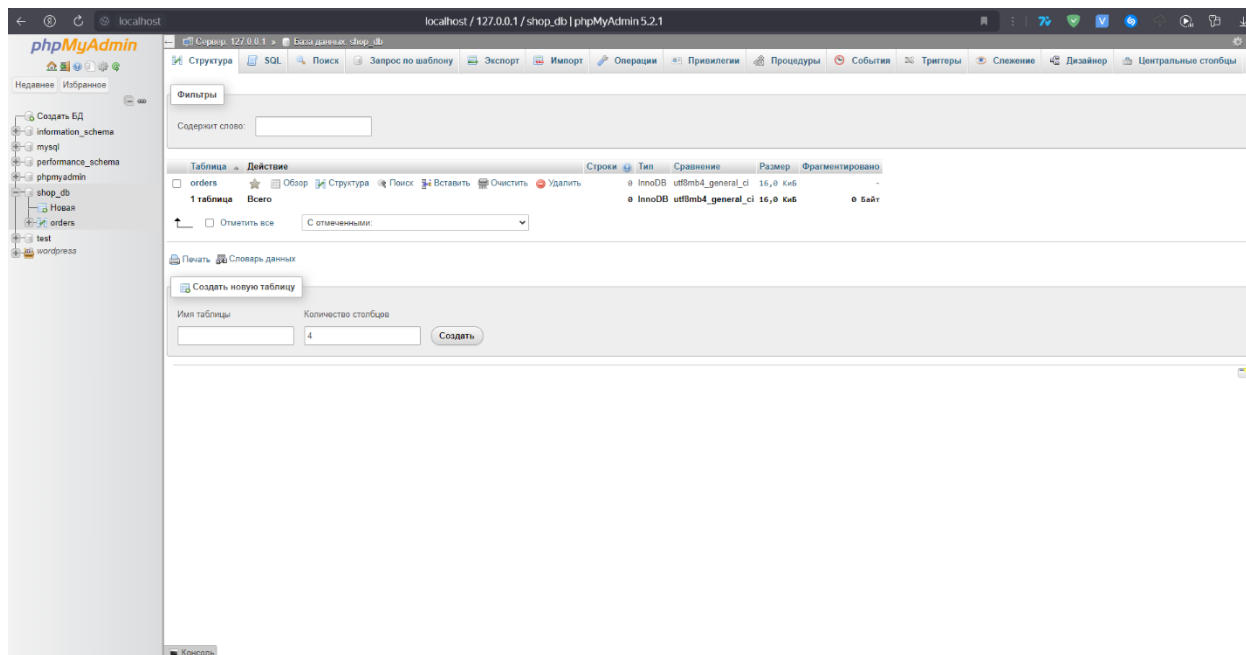 localhost
localhost / 127.0.0.1 / shop_db | phpMyAdmin 5.2.1
phpMyAdmin
Недавнее Избранное
Создать БД
information_schema
mysql
performance_schema
phpmyadmin
shop_db
Новая
orders
test
wordpress
Сервер: 127.0.0.1 » База данных: shop_db
Структура SQL Поиск Запрос по шаблону Экспорт Импорт Операции Привилегии Процедуры События Триггеры Слежение Дизайнер Центральные столбцы
Фильтры
Содержит слово:
Таблица Действие Строки Тип Сравнение Размер Фрагментировано
orders Обзор Структура Поиск Вставить Очистить Удалить 0 InnoDB utf8mb4_general_ci 16,0 КиБ -
1 таблица Всего 0 InnoDB utf8mb4_general_ci 16,0 КиБ 0 Байт
Отметить все С отмеченными:
Печать Словарь данных
Создать новую таблицу
Имя таблицы Количество столбцов
4 Создать
Консоль